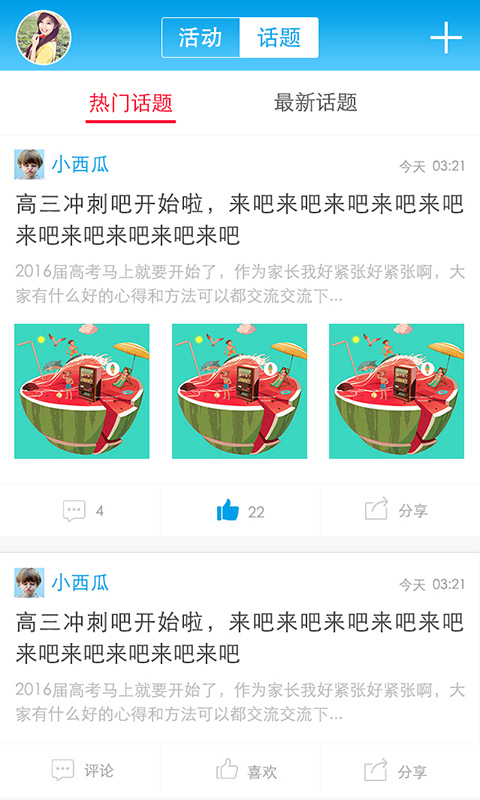 活动 话题
热门话题 最新话题
小西瓜 今天 03:21
高三冲刺吧开始啦，来吧来吧来吧来吧来吧
来吧来吧来吧来吧来吧
2016届高考马上就要开始了，作为家长我好紧张好紧张啊，大
家有什么好的心得和方法可以都交流交流下...
4 22 分享
小西瓜 今天 03:21
高三冲刺吧开始啦，来吧来吧来吧来吧来吧
来吧来吧来吧来吧来吧
2016届高考马上就要开始了，作为家长我好紧张好紧张啊，大
家有什么好的心得和方法可以都交流交流下...
评论 喜欢 分享